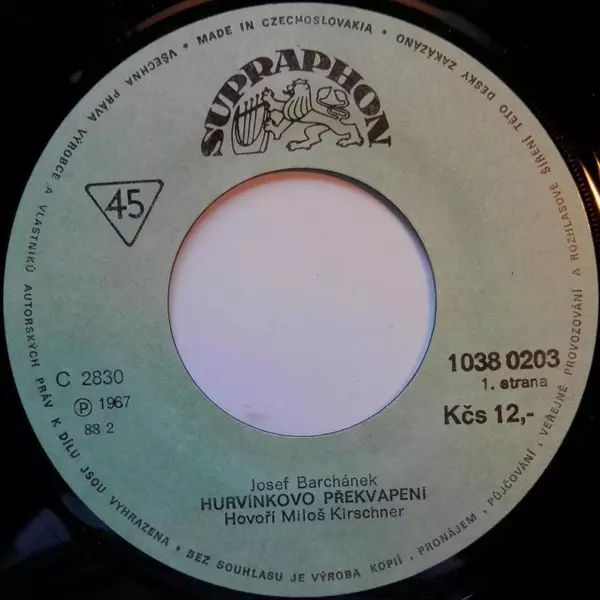 VŠECHNA PRÁVA VÝROBCE A VLASTNÍKŮ AUTORSKÝCH PRÁV K DÍLU JSOU VYHRAZENA • BEZ SOUHLASU JE VÝROBA KOPIÍ, PRONÁJEM, PŮJČOVÁNÍ, VEŘEJNÉ PROVOZOVÁNÍ A ROZHLASOVÉ ŠÍŘENÍ TÉTO DESKY ZAKÁZÁNO • MADE IN CZECHOSLOVAKIA •
SUPRAPHON
45
C 2830
Ⓟ 1967
88 2
1038 0203
1. strana
Kčs 12,-
Josef Barchánek
HURVÍNKOVO PŘEKVAPENÍ
Hovoří Miloš Kirschner